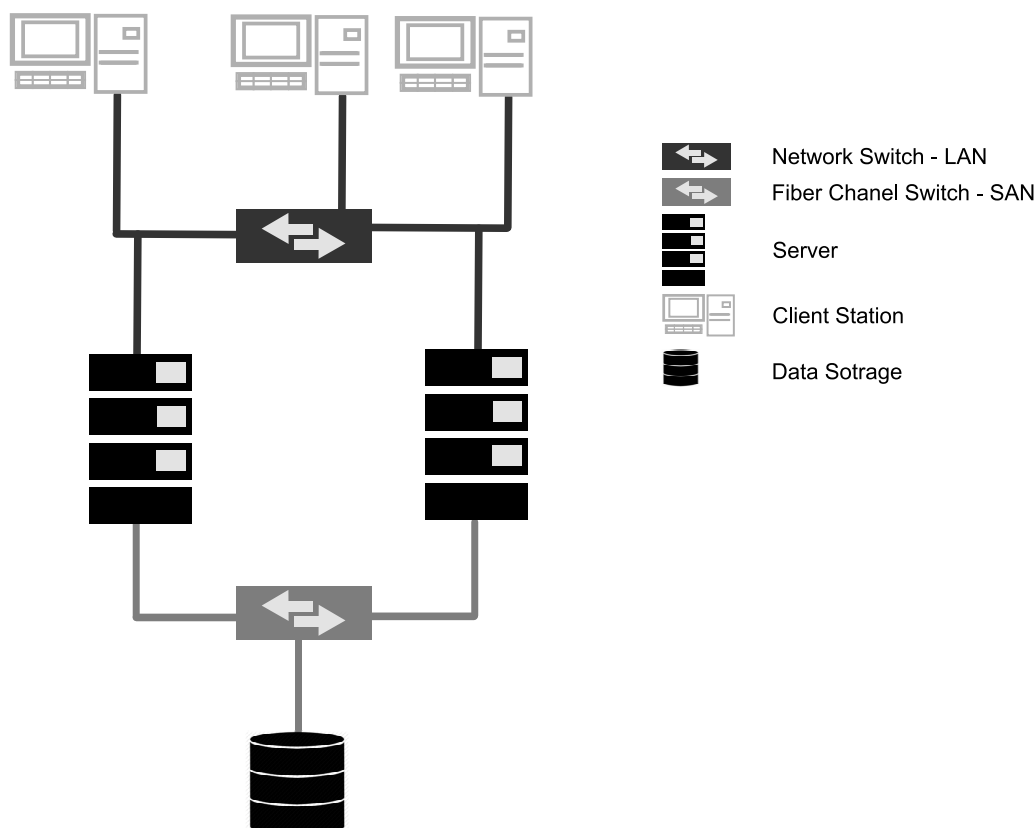 Network Switch - LAN
Fiber Chanel Switch - SAN
Server
Client Station
Data Sotrage